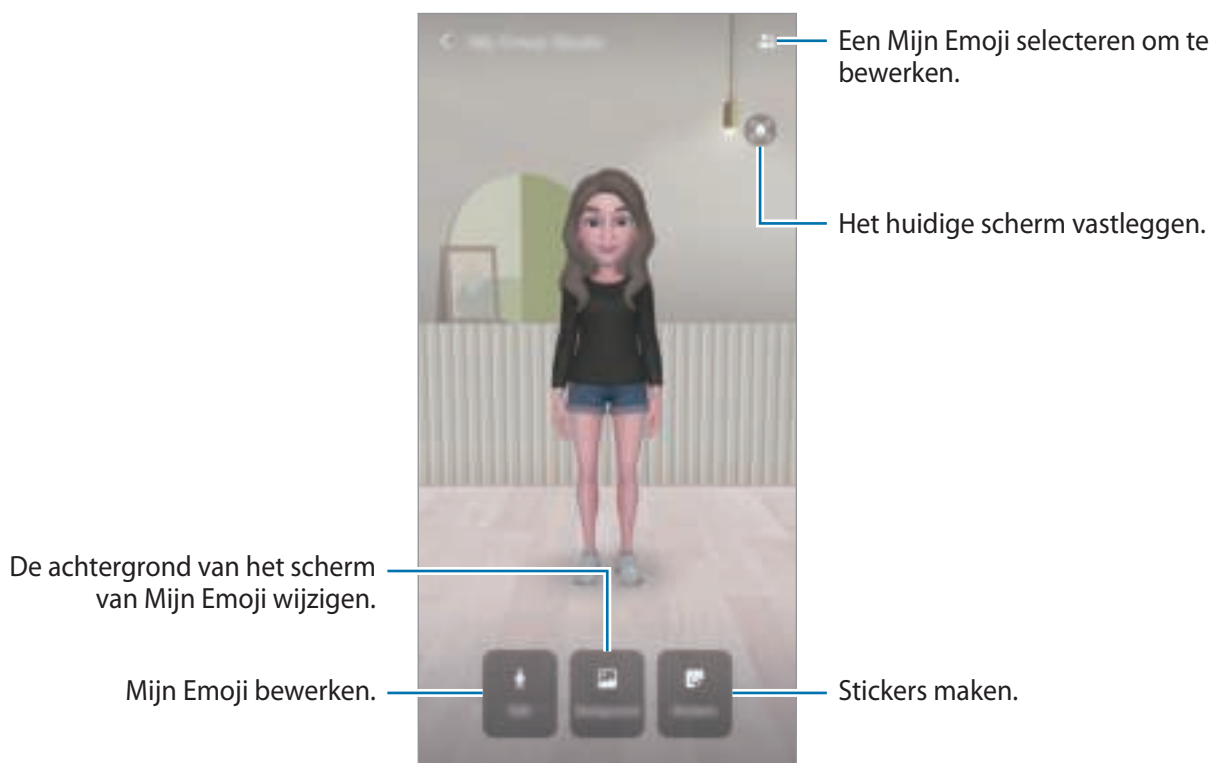 Een Mijn Emoji selecteren om te
bewerken.
Het huidige scherm vastleggen.
De achtergrond van het scherm
van Mijn Emoji wijzigen.
Mijn Emoji bewerken.
Stickers maken.